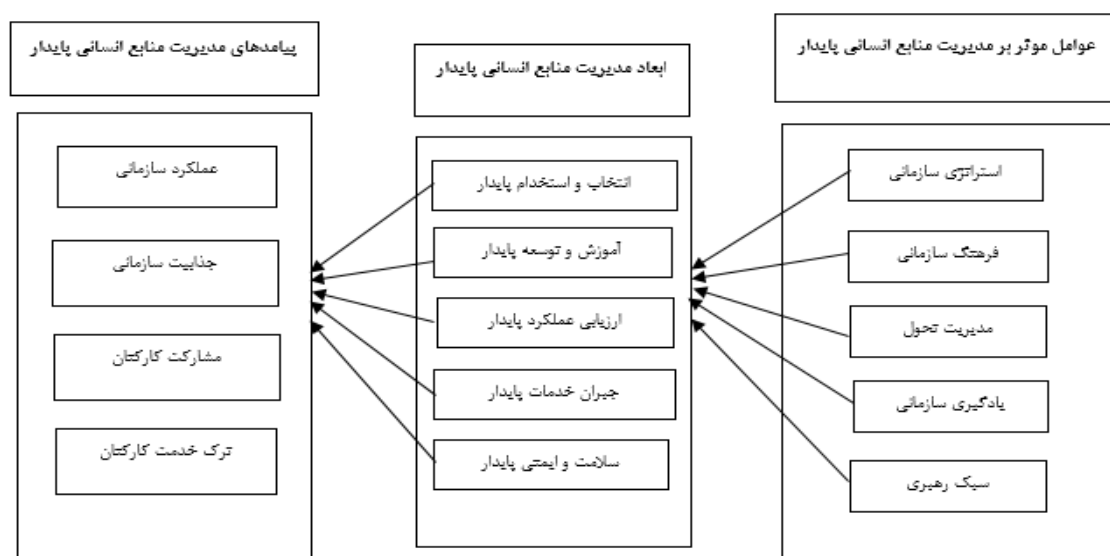 عوامل موثر بر مدیریت منابع انسانی پایدار
استراتژی سازمانی
فرهنگ سازمانی
مدیریت تحول
یادگیری سازمانی
سبک رهبری
ابعاد مدیریت منابع انسانی پایدار
انتخاب و استخدام پایدار
آموزش و توسعه پایدار
ارزیابی عملکرد پایدار
جبران خدمات پایدار
سلامت و ایمنی پایدار
پیامدهای مدیریت منابع انسانی پایدار
عملکرد سازمانی
جذابیت سازمانی
مشارکت کارکنان
ترک خدمت کارکنان